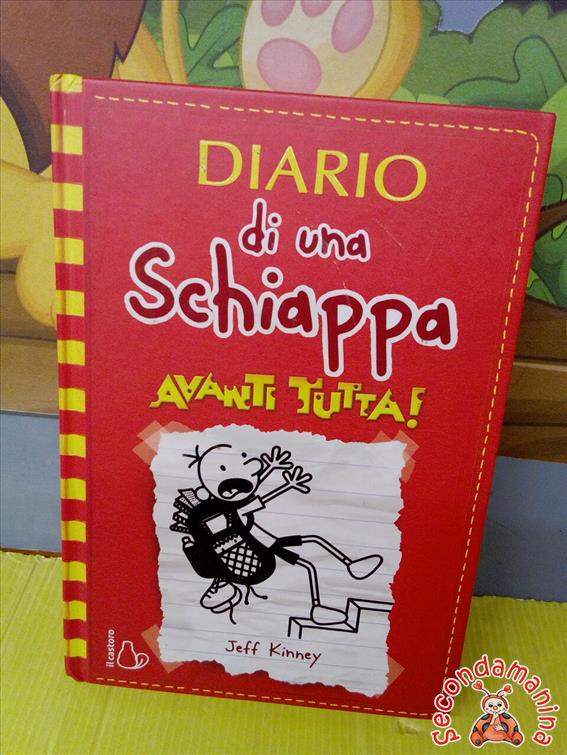 DIARIO
di una
Schiappa
AVANTI TUTTA!
Jeff Kinney
il castoro
Secondamanina